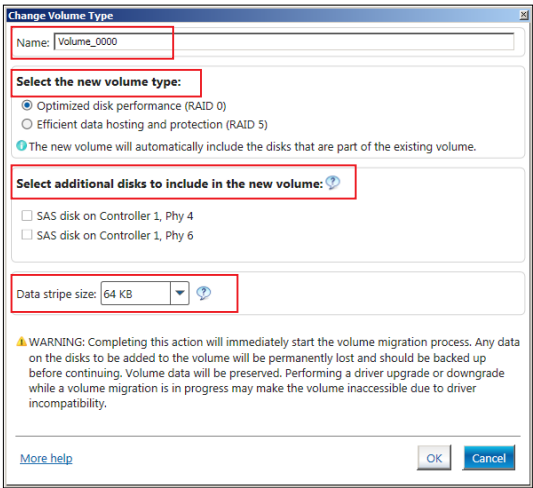 Change Volume Type
Name: Volume_0000
Select the new volume type:
Optimized disk performance (RAID 0)
Efficient data hosting and protection (RAID 5)
The new volume will automatically include the disks that are part of the existing volume.
Select additional disks to include in the new volume:
SAS disk on Controller 1, Phy 4
SAS disk on Controller 1, Phy 6
Data stripe size: 64 KB
WARNING: Completing this action will immediately start the volume migration process. Any data
on the disks to be added to the volume will be permanently lost and should be backed up
before continuing. Volume data will be preserved. Performing a driver upgrade or downgrade
while a volume migration is in progress may make the volume inaccessible due to driver
incompatibility.
More help
OK
Cancel